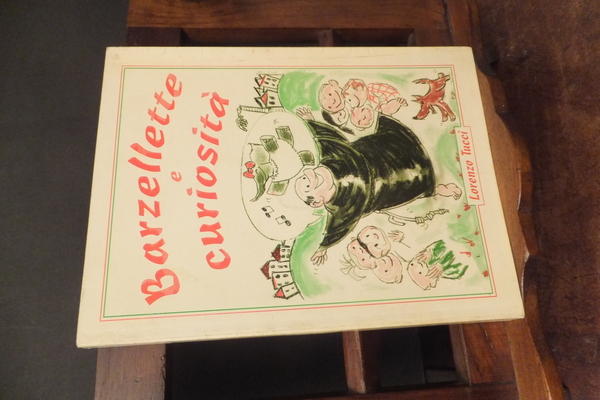 Barzellette
e
curiosità
Lorenzo Tucci